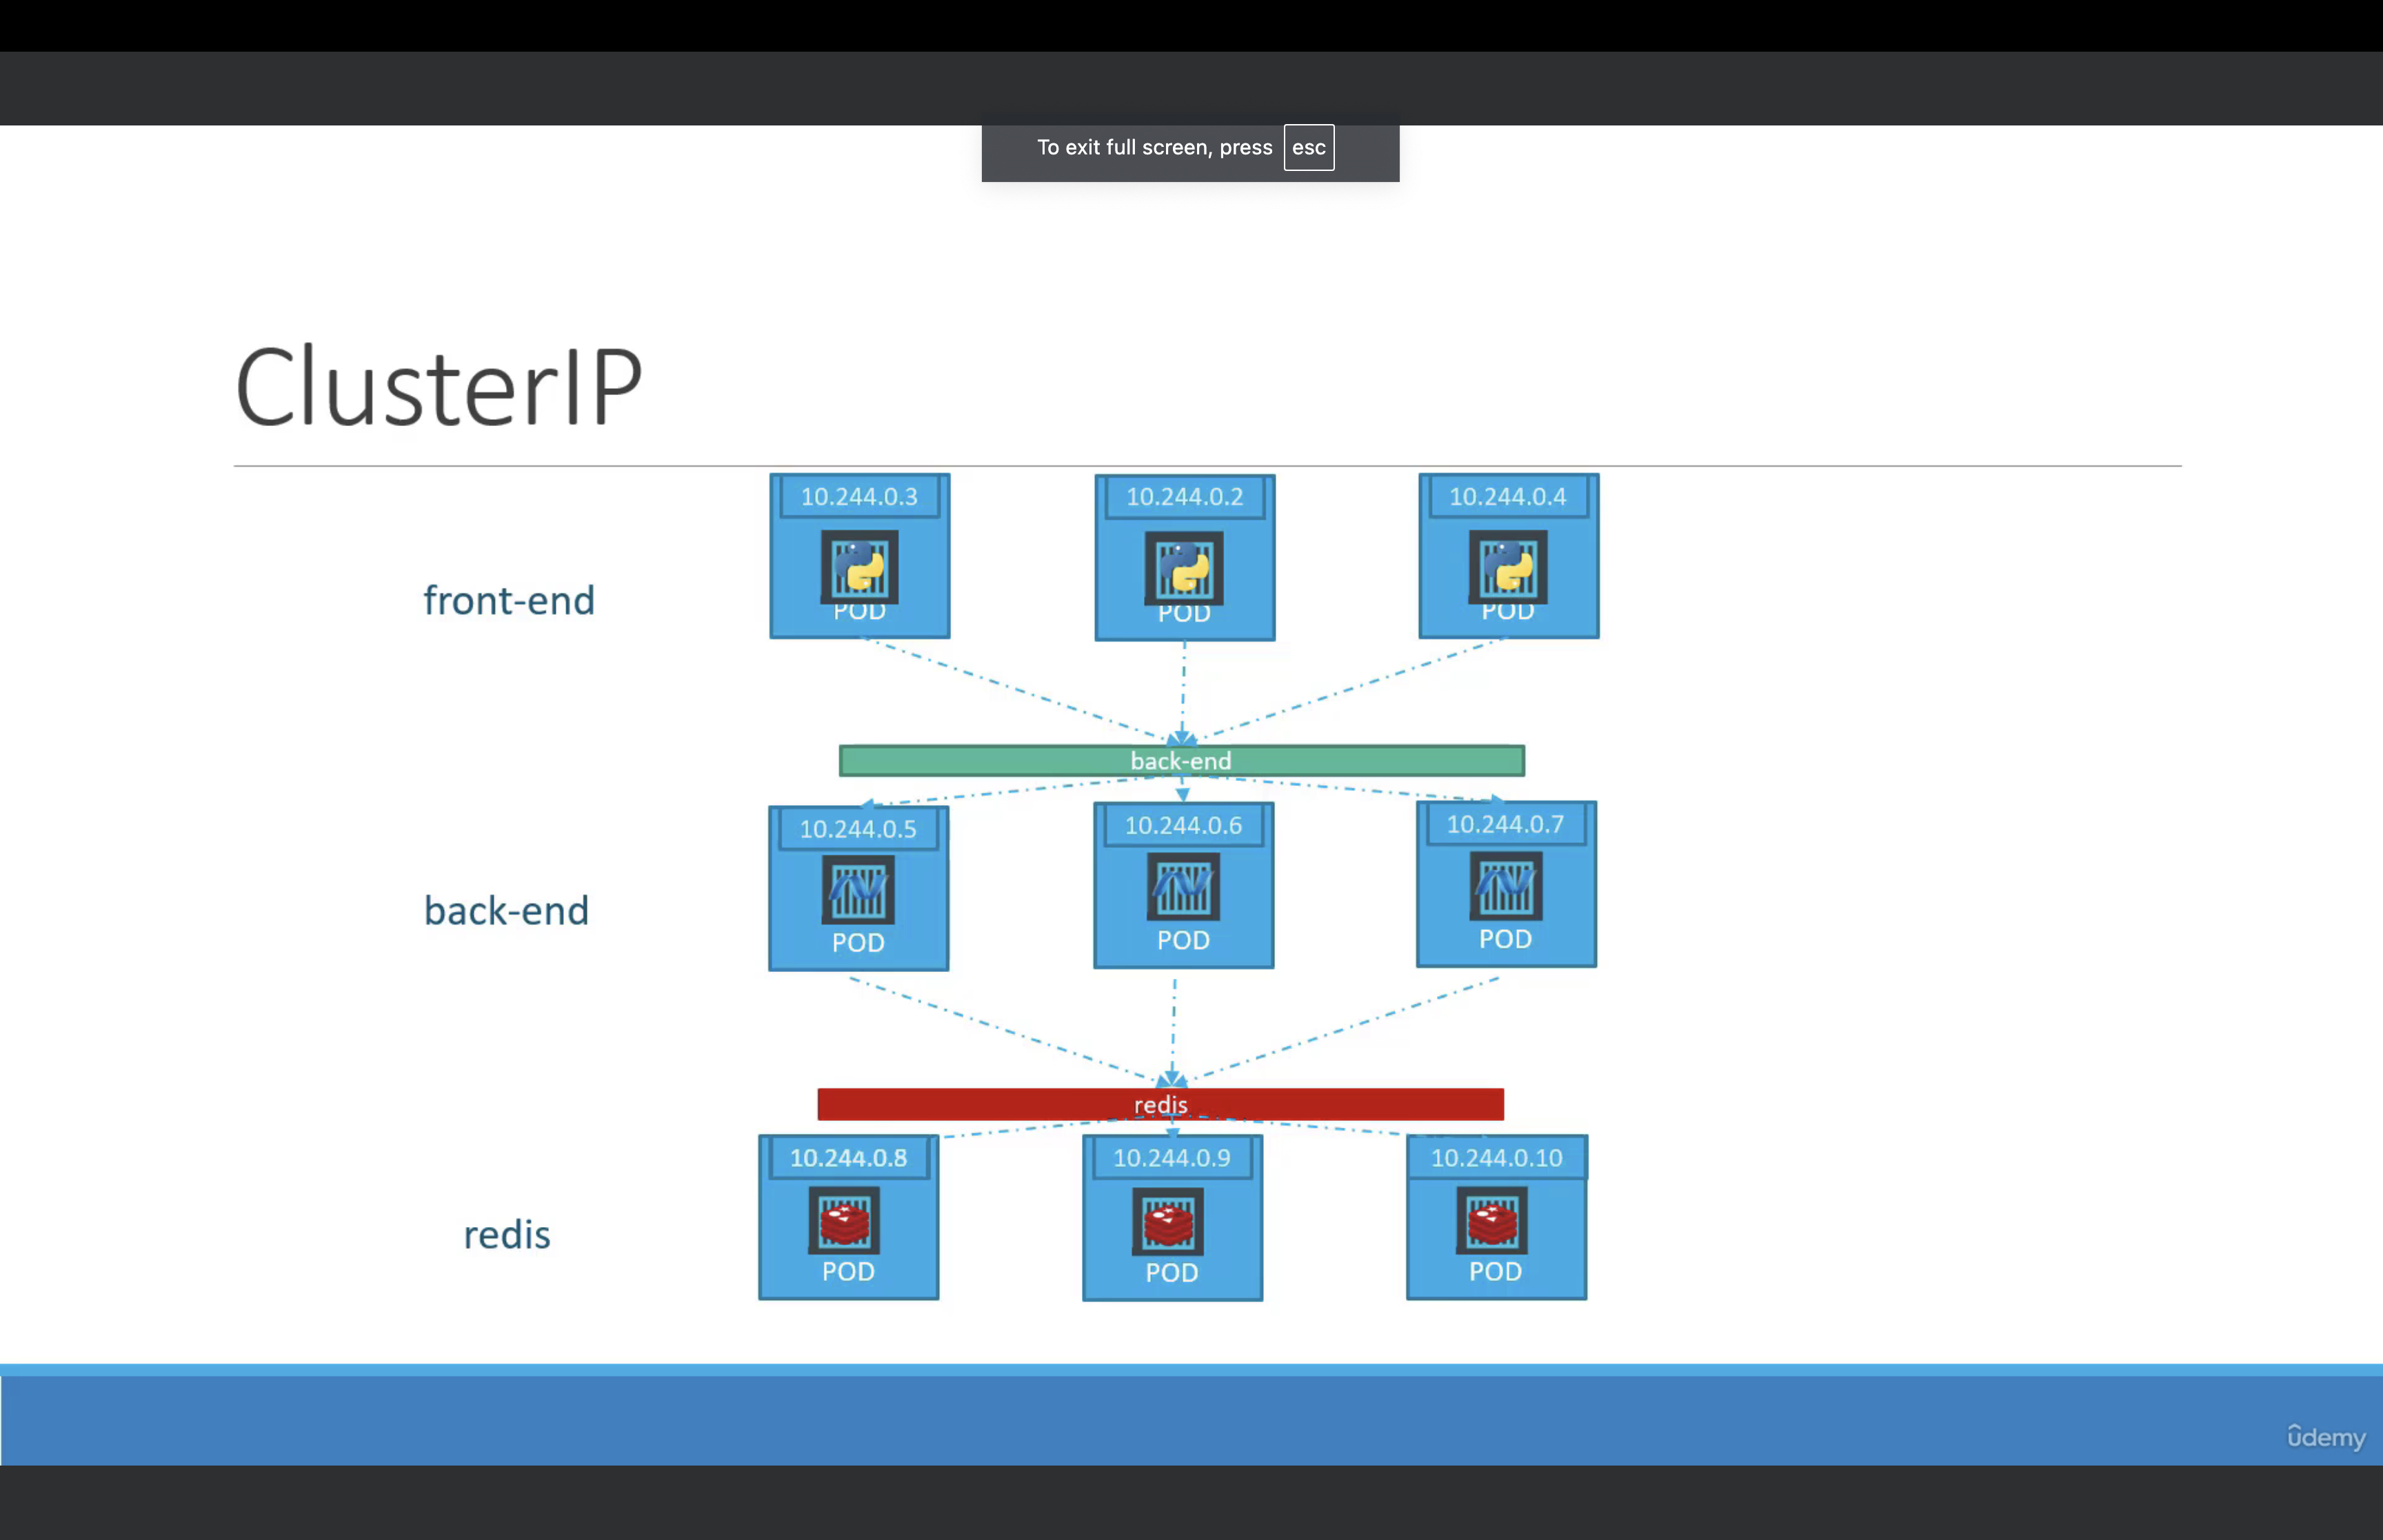 To exit full screen, press esc
ClusterIP
10.244.0.3 10.244.0.2 10.244.0.4
front-end
POD POD POD
back-end
10.244.0.5 10.244.0.6 10.244.0.7
back-end
POD POD POD
redis
10.244.0.8 10.244.0.9 10.244.0.10
redis
POD POD POD
ûdemy